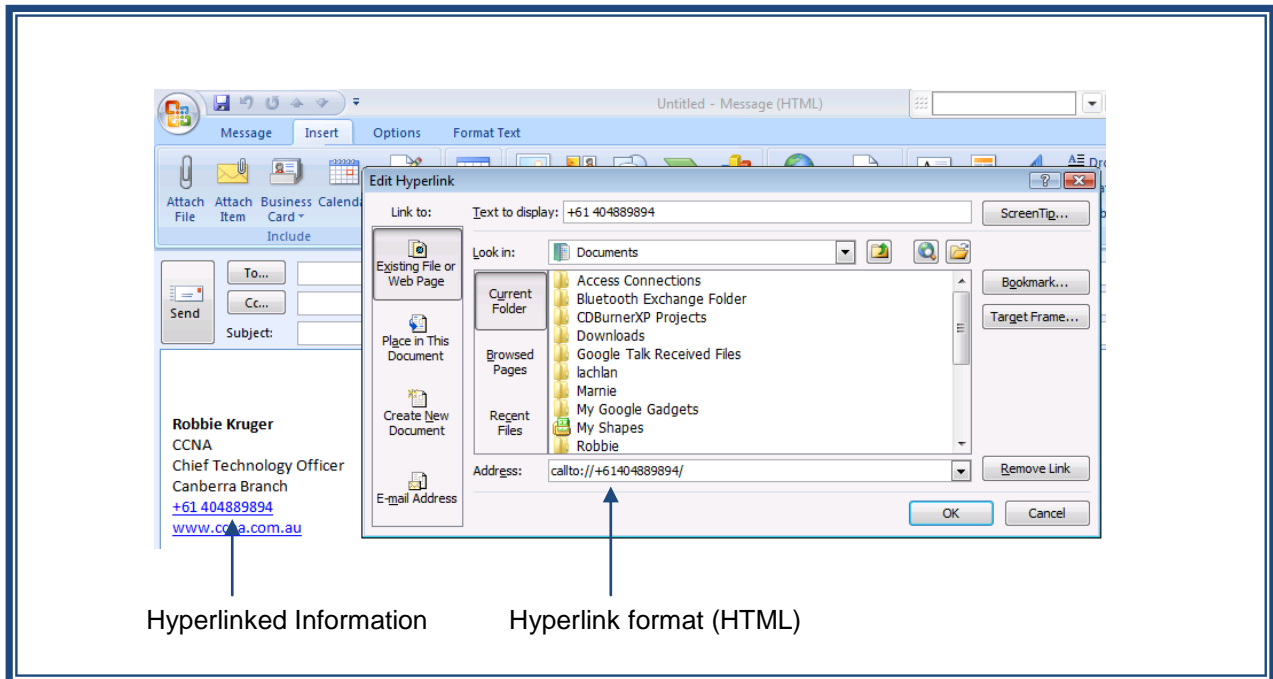 Untitled - Message (HTML)
Message Insert Options Format Text
Edit Hyperlink
Attach File
Attach Item
Business Card
Include
Link to:
Text to display: +61 404889894
ScreenTip...
Existing File or Web Page
Look in: Documents
Place in This Document
Create New Document
E-mail Address
Current Folder
Browsed Pages
Recent Files
Access Connections
Bluetooth Exchange Folder
CDBurnerXP Projects
Downloads
Google Talk Received Files
lachlan
Marnie
My Google Gadgets
My Shapes
Robbie
Bookmark...
Target Frame...
Address: callto://+61404889894/
Remove Link
OK Cancel
Send
To...
Cc...
Subject:
Robbie Kruger
CCNA
Chief Technology Officer
Canberra Branch
+61 404889894
Hyperlinked Information
Hyperlink format (HTML)